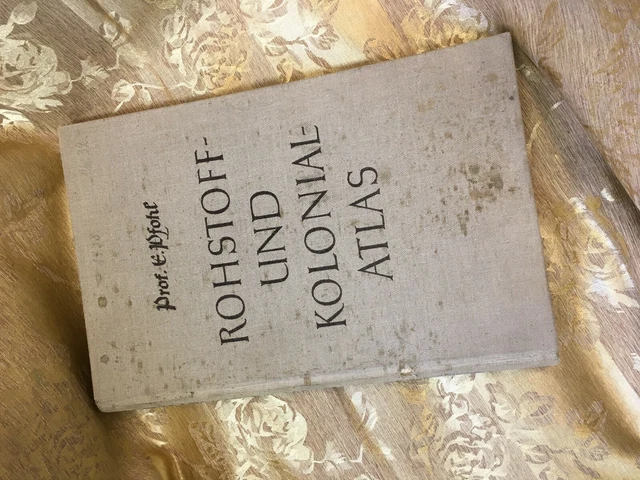 Prof. E. Pfohl
ROHSTOFF-
UND
KOLONIAL-
ATLAS